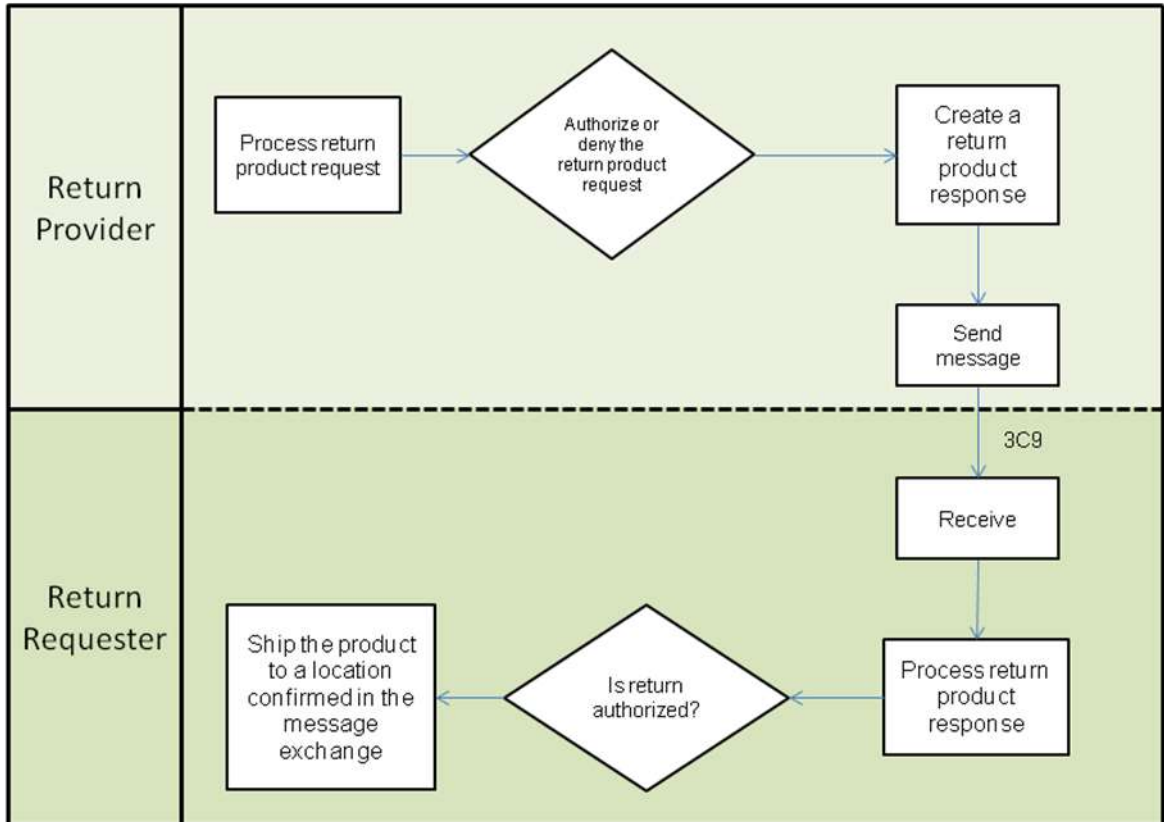 Return
Provider
Process return
product request
Authorize or
deny the
return product
request
Create a
return
product
response
Send
message
3C9
Return
Requester
Receive
Process return
product
response
Is return
authorized?
Ship the product
to a location
confirmed in the
message
exchange